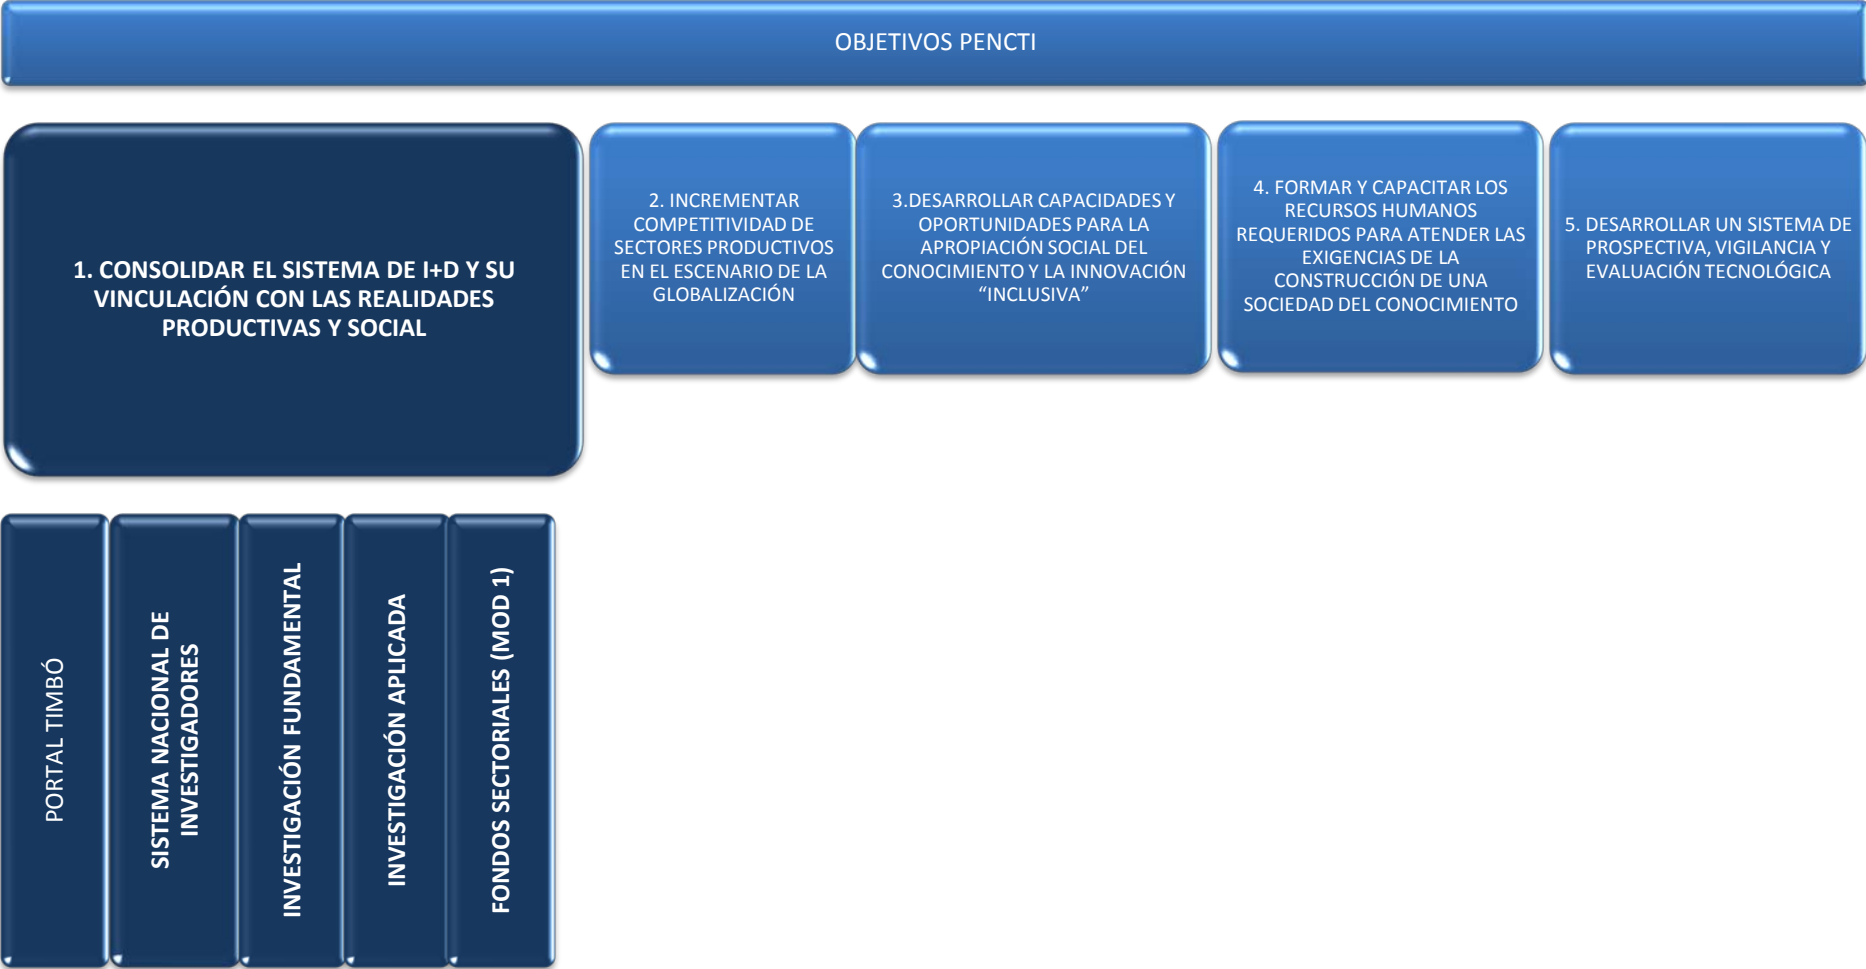 OBJETIVOS PENCTI
1. CONSOLIDAR EL SISTEMA DE I+D Y SU
VINCULACIÓN CON LAS REALIDADES
PRODUCTIVAS Y SOCIAL
2. INCREMENTAR
COMPETITIVIDAD DE
SECTORES PRODUCTIVOS
EN EL ESCENARIO DE LA
GLOBALIZACIÓN
3.DESARROLLAR CAPACIDADES Y
OPORTUNIDADES PARA LA
APROPIACIÓN SOCIAL DEL
CONOCIMIENTO Y LA INNOVACIÓN
“INCLUSIVA”
4. FORMAR Y CAPACITAR LOS
RECURSOS HUMANOS
REQUERIDOS PARA ATENDER LAS
EXIGENCIAS DE LA
CONSTRUCCIÓN DE UNA
SOCIEDAD DEL CONOCIMIENTO
5. DESARROLLAR UN SISTEMA DE
PROSPECTIVA, VIGILANCIA Y
EVALUACIÓN TECNOLÓGICA
PORTAL TIMBÓ
SISTEMA NACIONAL DE
INVESTIGADORES
INVESTIGACIÓN FUNDAMENTAL
INVESTIGACIÓN APLICADA
FONDOS SECTORIALES (MOD 1)